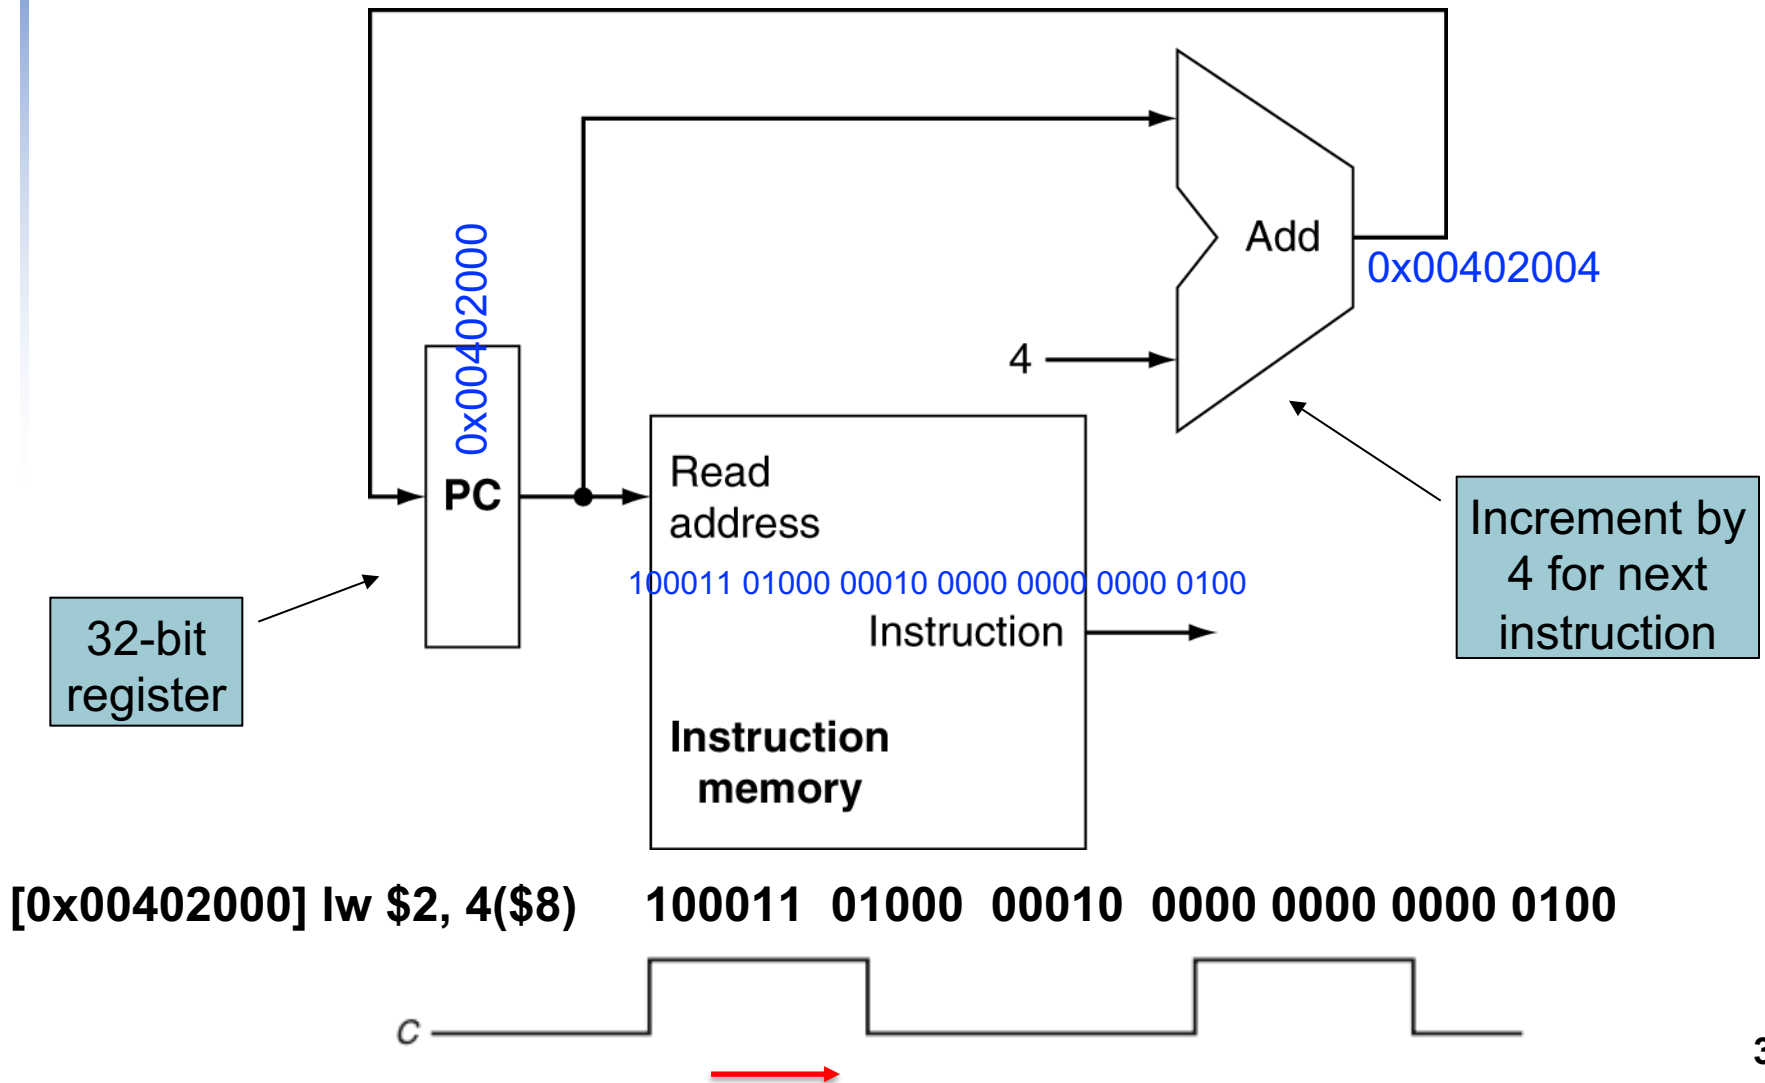 0x00402000
Add
0x00402004
4
PC
Read
address
100011 01000 00010 0000 0000 0000 0100
Instruction
Instruction
memory
32-bit
register
Increment by
4 for next
instruction
[0x00402000] lw $2, 4($8) 100011 01000 00010 0000 0000 0000 0100
C